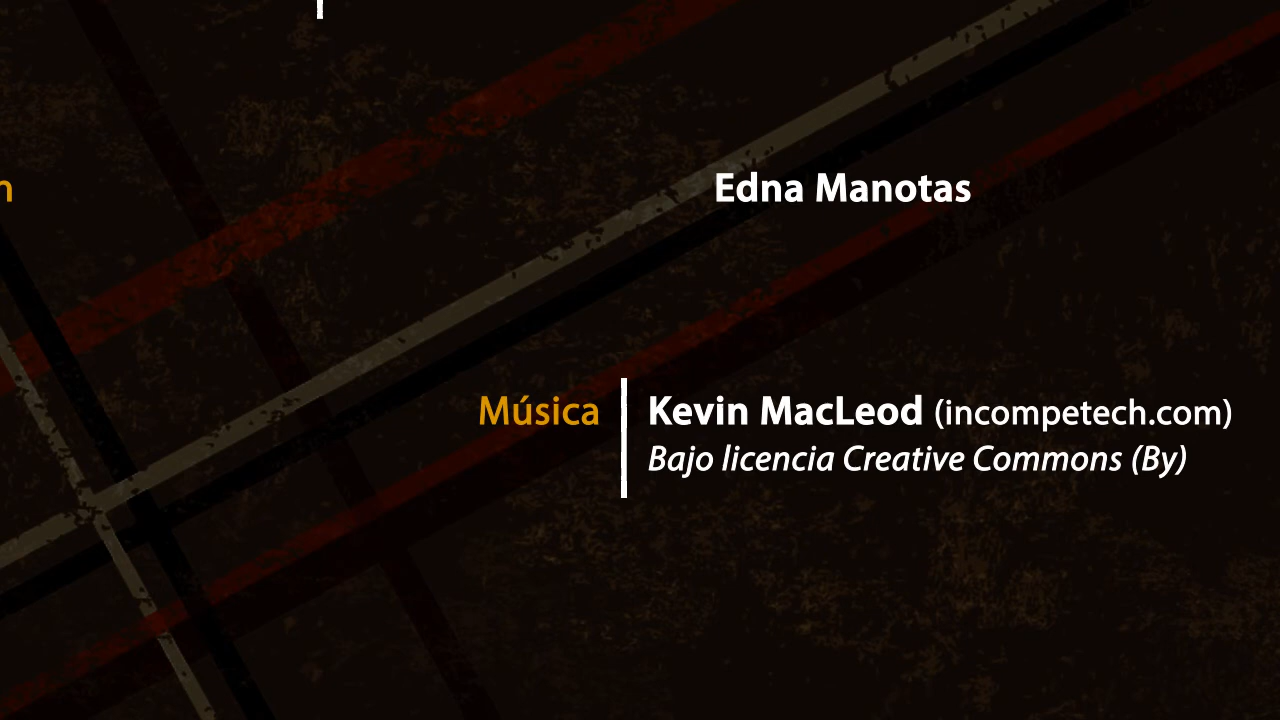 Edna Manotas
Música
Kevin MacLeod (incompetech.com)
Bajo licencia Creative Commons (By)